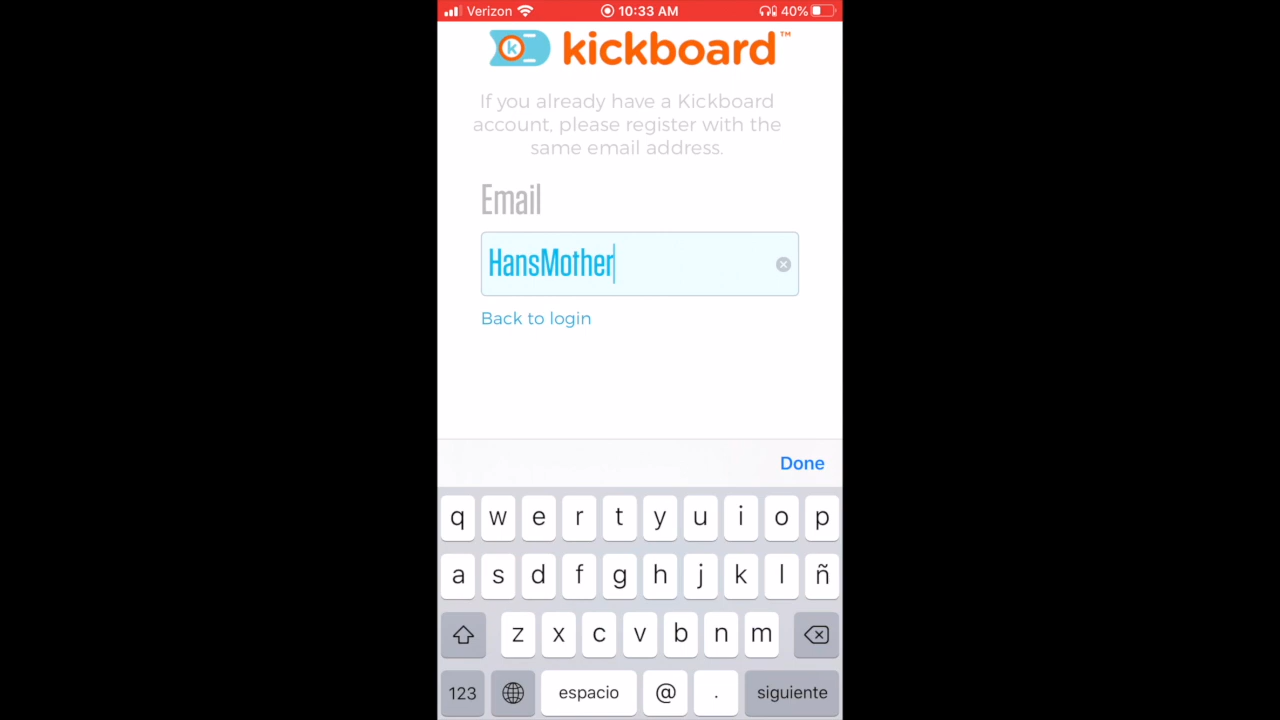 Verizon 10:33 AM 40%
k kickboard™
If you already have a Kickboard
account, please register with the
same email address.
Email
HansMother
Back to login
Done
q w e r t y u i o p
a s d f g h j k l ñ
z x c v b n m
123 espacio @ . siguiente